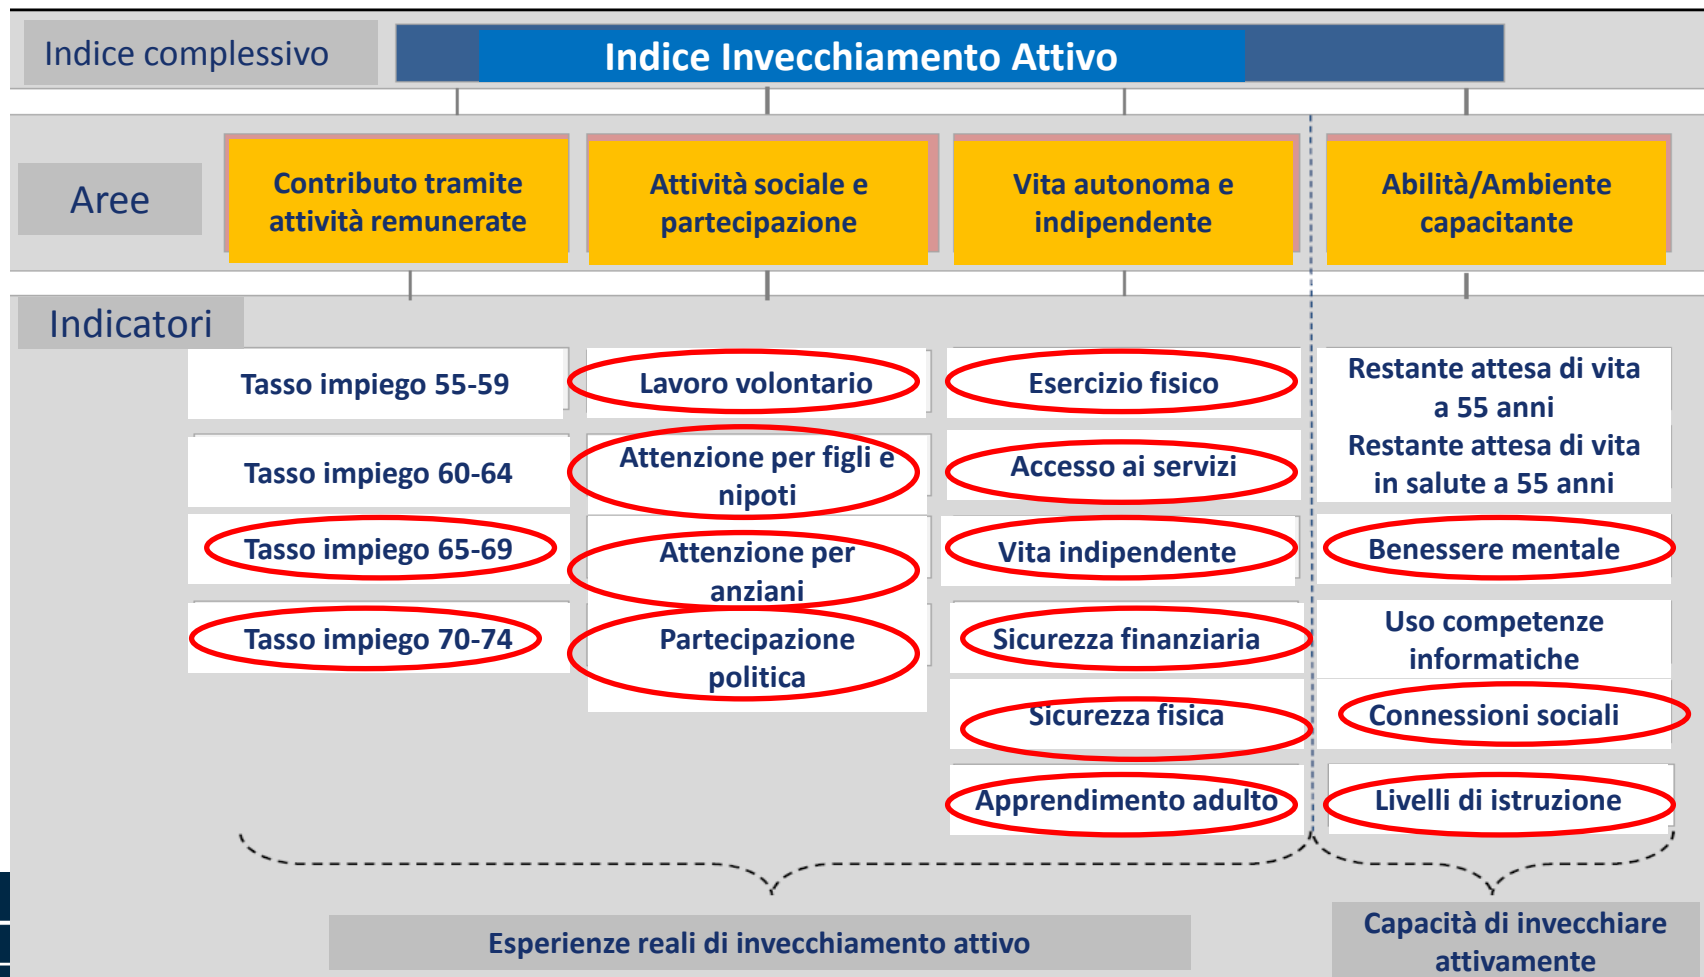 Indice complessivo
Indice Invecchiamento Attivo
Aree
Contributo tramite
attività remunerate
Attività sociale e
partecipazione
Vita autonoma e
indipendente
Abilità/Ambiente
capacitante
Indicatori
Tasso impiego 55-59
Tasso impiego 60-64
Tasso impiego 65-69
Tasso impiego 70-74
Lavoro volontario
Attenzione per figli e
nipoti
Attenzione per
anziani
Partecipazione
politica
Esercizio fisico
Accesso ai servizi
Vita indipendente
Sicurezza finanziaria
Sicurezza fisica
Apprendimento adulto
Restante attesa di vita
a 55 anni
Restante attesa di vita
in salute a 55 anni
Benessere mentale
Uso competenze
informatiche
Connessioni sociali
Livelli di istruzione
Esperienze reali di invecchiamento attivo
Capacità di invecchiare
attivamente